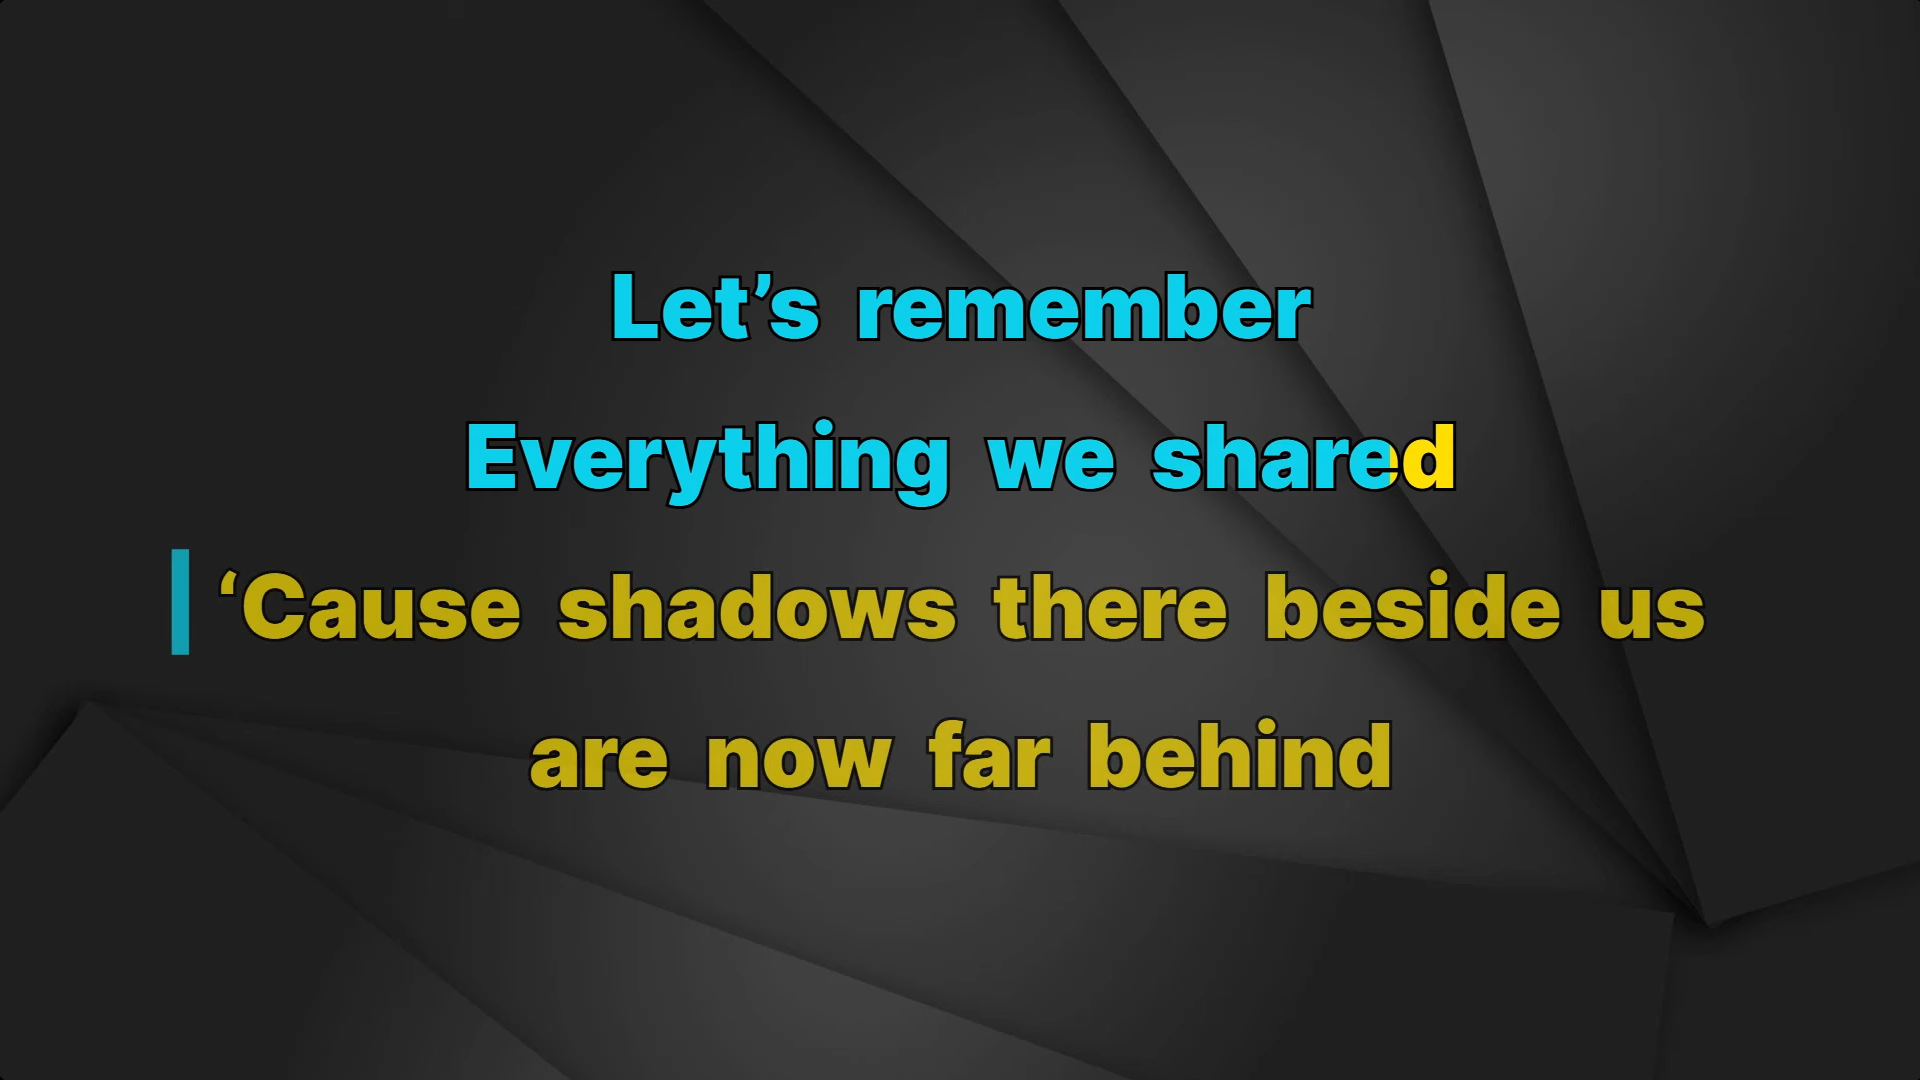 Let’s remember
Everything we shared
‘Cause shadows there beside us
are now far behind